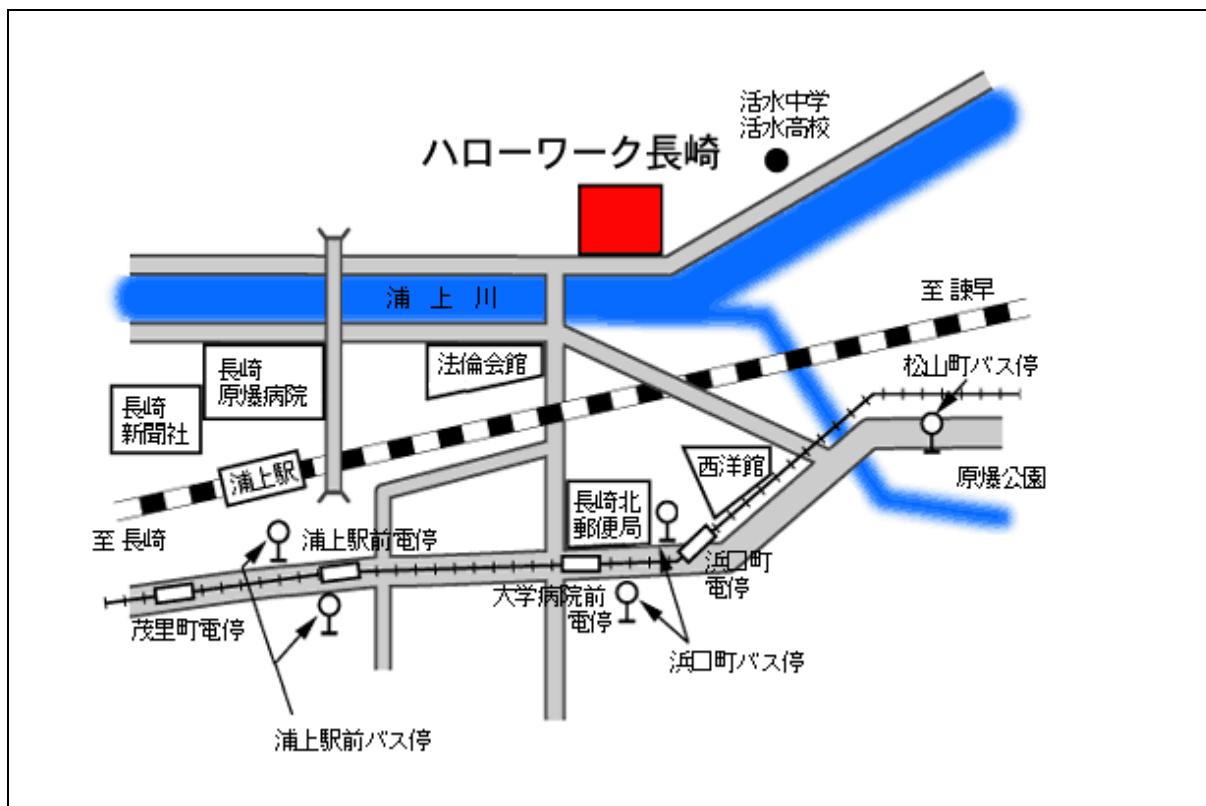 活水中学
活水高校
ハローワーク長崎
浦上川
至 諫早
松山町バス停
長崎
原爆病院
法倫会館
長崎
新聞社
浦上駅
西洋館
原爆公園
長崎北
郵便局
至 長崎
浦上駅前電停
浜口町
電停
大学病院前
電停
茂里町電停
浜口町バス停
浦上駅前バス停